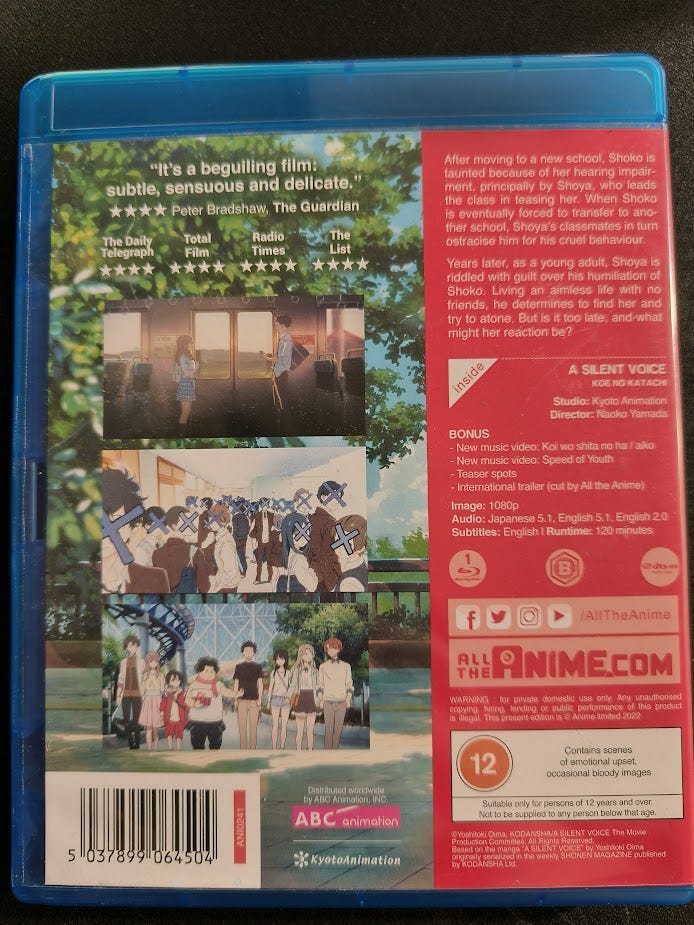 “It's a beguiling film:
subtle, sensuous and delicate.”
★★★★ Peter Bradshaw, The Guardian
The Daily
Telegraph
★★★★
Total
Film
★★★★
Radio
Times
★★★★
The
List
★★★★
5 037899 064504
ANI0241
Distributed worldwide
by ABC Animation, INC.
ABC animation
KyotoAnimation
After moving to a new school, Shoko is
taunted because of her hearing impair-
ment, principally by Shoya, who leads
the class in teasing her. When Shoko
is eventually forced to transfer to ano-
ther school, Shoya's classmates in turn
ostracise him for his cruel behaviour.
Years later, as a young adult, Shoya is
riddled with guilt over his humiliation of
Shoko. Living an aimless life with no
friends, he determines to find her and
try to atone. But is it too late, and what
might her reaction be?
inside
A SILENT VOICE
KOE NO KATACHI
Studio: Kyoto Animation
Director: Naoko Yamada
BONUS
- New music video: Koi wo shita no ha / aiko
- New music video: Speed of Youth
- Teaser spots
- International trailer (cut by All the Anime)
Image: 1080p
Audio: Japanese 5.1, English 5.1, English 2.0
Subtitles: English | Runtime: 120 minutes
1
B
/AllTheAnime
ALL THE ANIME.COM
WARNING : for private domestic use only. Any unauthorised
copying, hiring, lending or public performance of this product
is illegal. This present edition is © Anime limited 2022
12
Contains scenes
of emotional upset,
occasional bloody images
Suitable only for persons of 12 years and over.
Not to be supplied to any person below that age.
©Yoshitoki Oima, KODANSHA/A SILENT VOICE The Movie
Production Committee. All Rights Reserved.
Based on the manga "A SILENT VOICE" by Yoshitoki Oima
originally serialized in the weekly SHONEN MAGAZINE published
by KODANSHA Ltd.